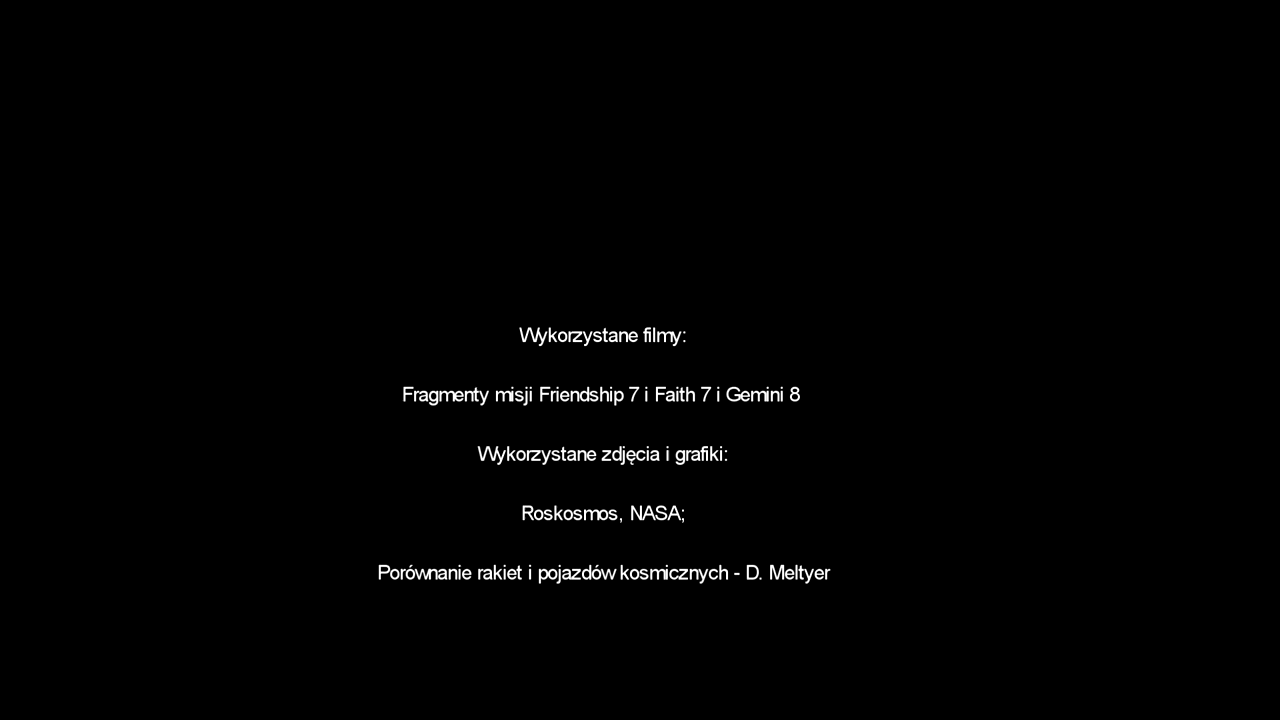 Wykorzystane filmy:
Fragmenty misji Friendship 7 i Faith 7 i Gemini 8
Wykorzystane zdjęcia i grafiki:
Roskosmos, NASA;
Porównanie rakiet i pojazdów kosmicznych - D. Meltyer